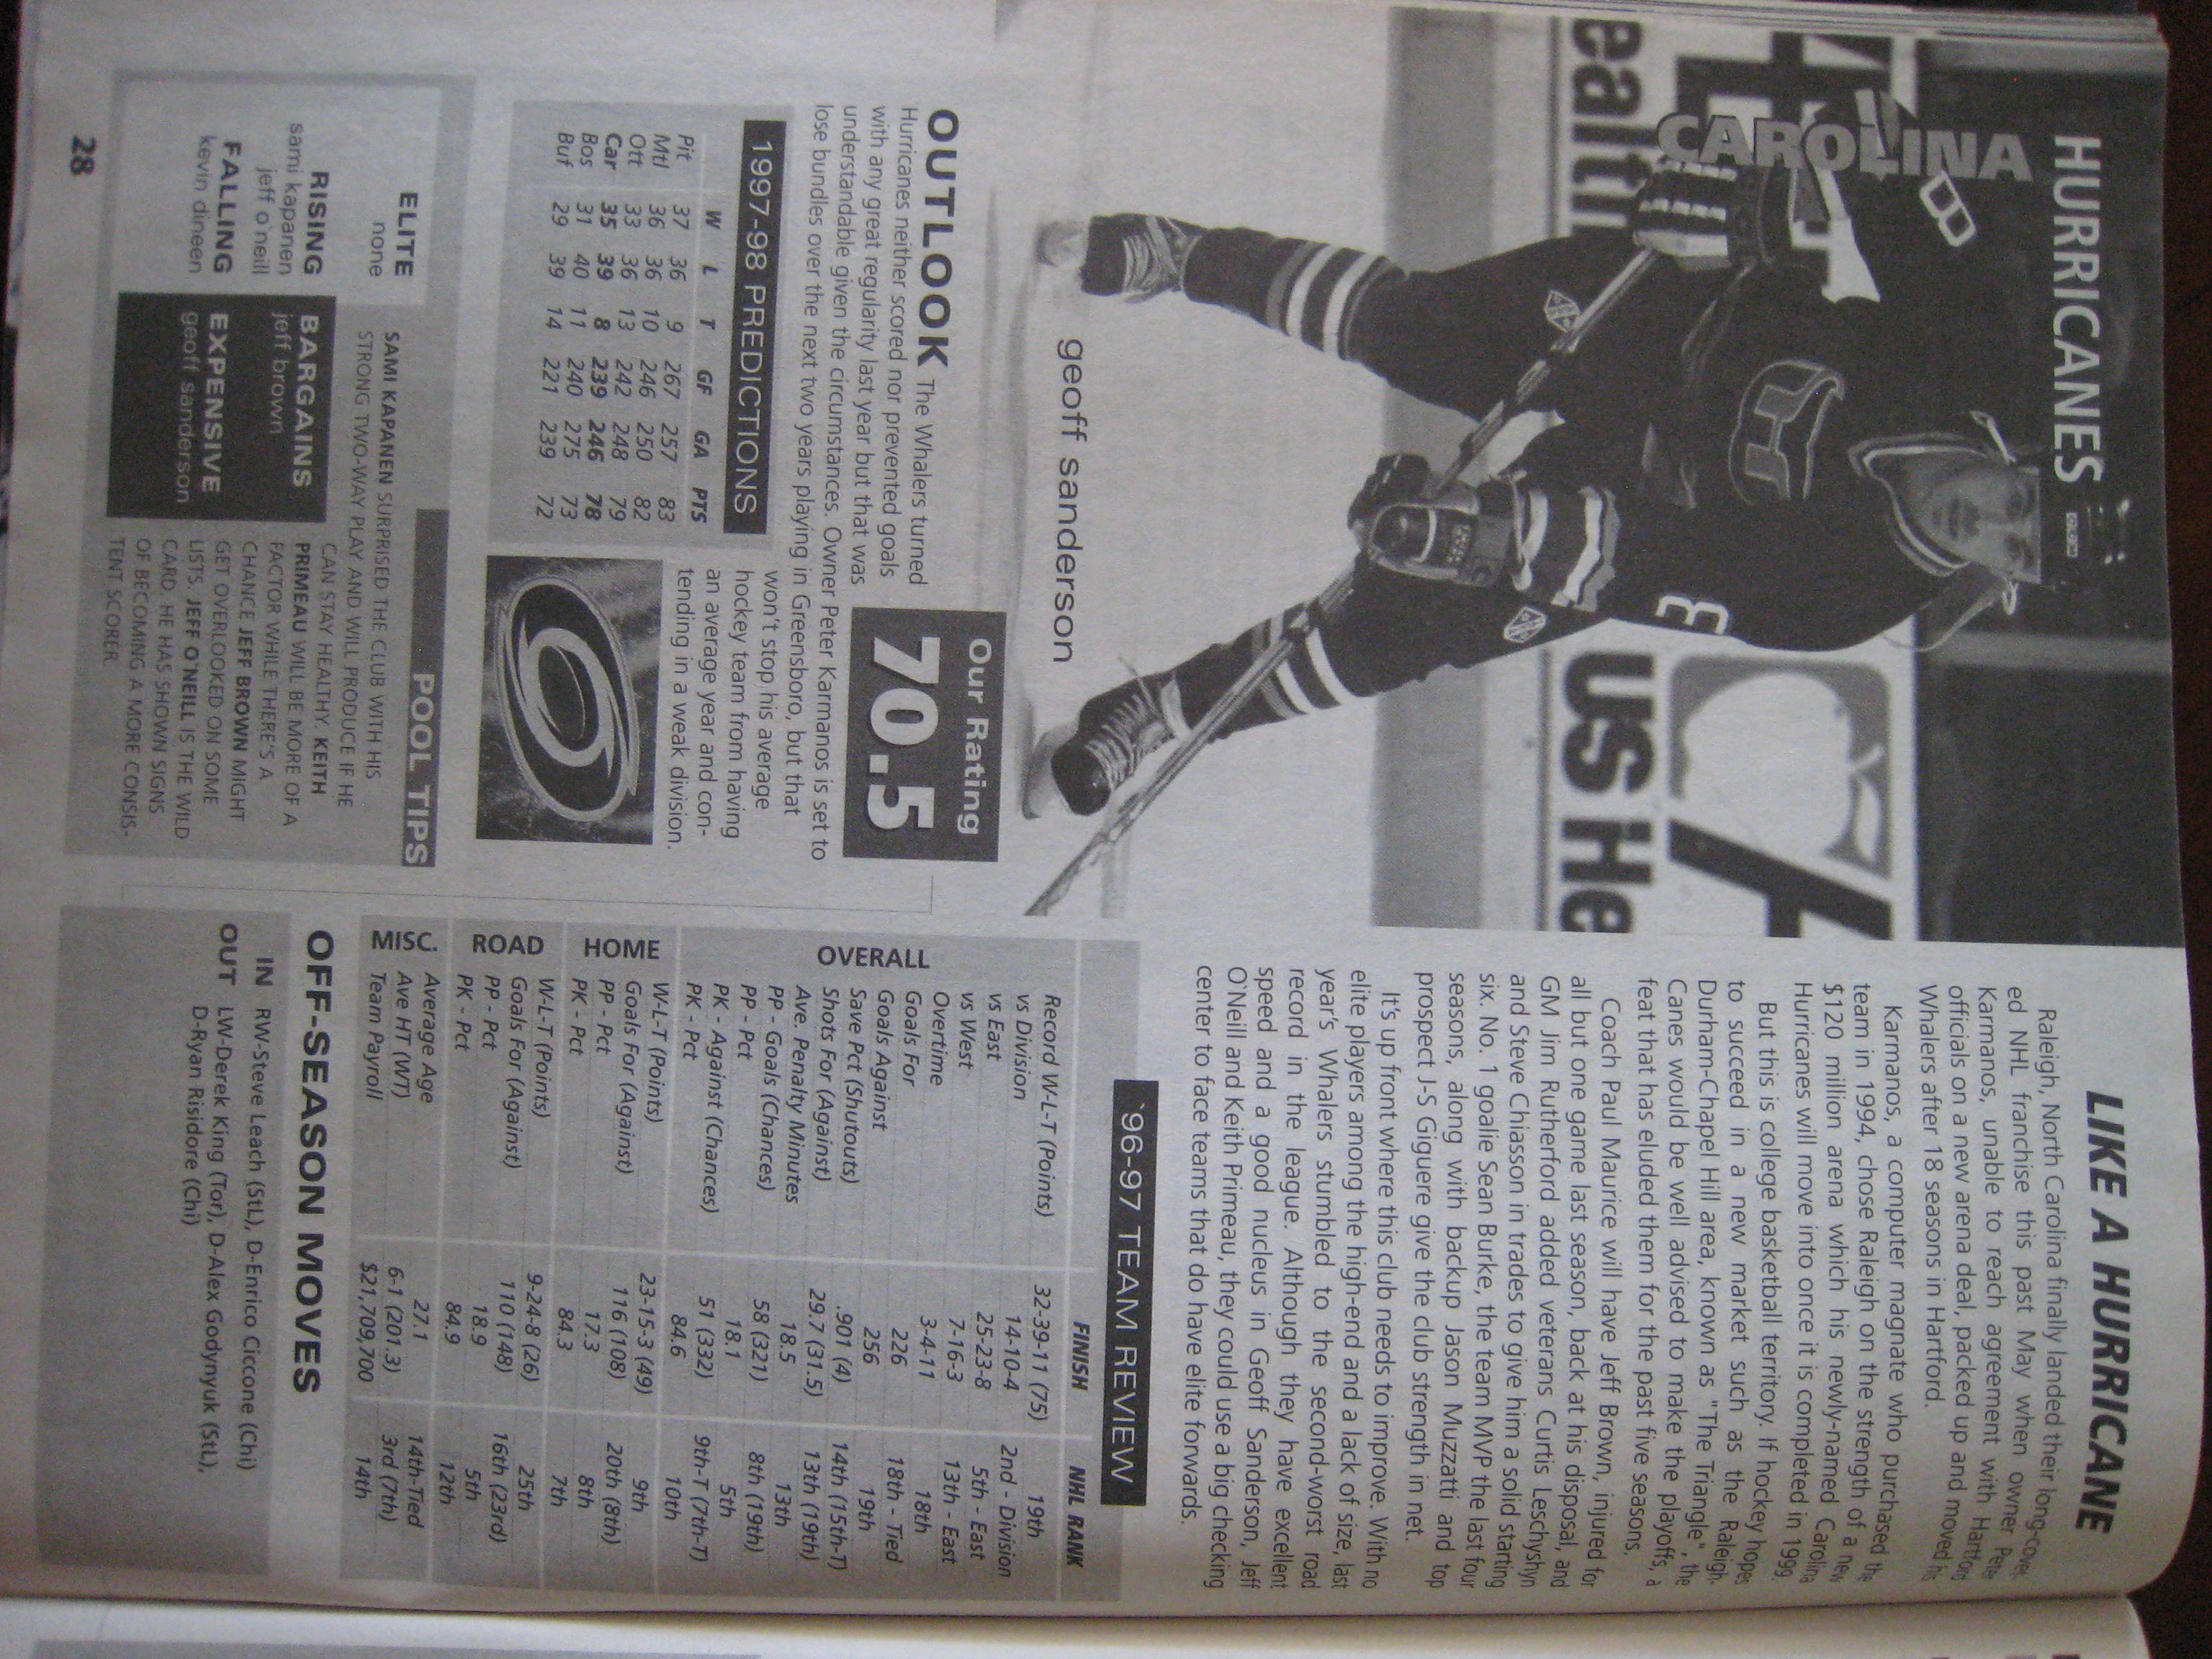 HURRICANES
CAROLINA
8
3
ealth
us He
geoff sanderson
OUTLOOK The Whalers turned
Hurricanes neither scored nor prevented goals
with any great regularity last year but that was
understandable given the circumstances. Owner Peter Karmanos is set to
lose bundles over the next two years playing in Greensboro, but that
won't stop his average
hockey team from having
an average year and con-
tending in a weak division.
Our Rating
70.5
1997-98 PREDICTIONS
W L T GF GA PTS
Pit 37 36 9 267 257 83
Mtl 36 36 10 246 250 82
Ott 33 36 13 242 248 79
Car 35 39 8 239 246 78
Bos 31 40 11 240 275 73
Buf 29 39 14 221 239 72
POOL TIPS
ELITE
none
RISING
sami kapanen
jeff o'neill
FALLING
kevin dineen
BARGAINS
jeff brown
EXPENSIVE
geoff sanderson
SAMI KAPANEN SURPRISED THE CLUB WITH HIS
STRONG TWO-WAY PLAY AND WILL PRODUCE IF HE
CAN STAY HEALTHY. KEITH
PRIMEAU WILL BE MORE OF A
FACTOR WHILE THERE'S A
CHANCE JEFF BROWN MIGHT
GET OVERLOOKED ON SOME
LISTS. JEFF O'NEILL IS THE WILD
CARD. HE HAS SHOWN SIGNS
OF BECOMING A MORE CONSIS-
TENT SCORER.
28
LIKE A HURRICANE
Raleigh, North Carolina finally landed their long-covet-
ed NHL franchise this past May when owner Peter
Karmanos, unable to reach agreement with Hartford
officials on a new arena deal, packed up and moved his
Whalers after 18 seasons in Hartford.
Karmanos, a computer magnate who purchased the
team in 1994, chose Raleigh on the strength of a new
$120 million arena which his newly-named Carolina
Hurricanes will move into once it is completed in 1999.
But this is college basketball territory. If hockey hopes
to succeed in a new market such as the Raleigh-
Durham-Chapel Hill area, known as "The Triangle", the
Canes would be well advised to make the playoffs, a
feat that has eluded them for the past five seasons.
Coach Paul Maurice will have Jeff Brown, injured for
all but one game last season, back at his disposal, and
GM Jim Rutherford added veterans Curtis Leschyshyn
and Steve Chiasson in trades to give him a solid starting
six. No. 1 goalie Sean Burke, the team MVP the last four
seasons, along with backup Jason Muzzatti and top
prospect J-S Giguere give the club strength in net.
It's up front where this club needs to improve. With no
elite players among the high-end and a lack of size, last
year's Whalers stumbled to the second-worst road
record in the league. Although they have excellent
speed and a good nucleus in Geoff Sanderson, Jeff
O'Neill and Keith Primeau, they could use a big checking
center to face teams that do have elite forwards.
'96-97 TEAM REVIEW
FINISH NHL RANK
OVERALL
Record W-L-T (Points) 32-39-11 (75) 19th
vs Division 14-10-4 2nd - Division
vs East 25-23-8 5th - East
vs West 7-16-3 13th - East
Overtime 3-4-11 18th
Goals For 226 18th - Tied
Goals Against 256 19th
Save Pct (Shutouts) .901 (4) 14th (15th-T)
Shots For (Against) 29.7 (31.5) 13th (19th)
Ave. Penalty Minutes 18.5 13th
PP - Goals (Chances) 58 (321) 8th (19th)
PP - Pct 18.1 5th
PK - Against (Chances) 51 (332) 9th-T (7th-T)
PK - Pct 84.6 10th
HOME
W-L-T (Points) 23-15-3 (49) 9th
Goals For (Against) 116 (108) 20th (8th)
PP - Pct 17.3 8th
PK - Pct 84.3 7th
ROAD
W-L-T (Points) 9-24-8 (26) 25th
Goals For (Against) 110 (148) 16th (23rd)
PP - Pct 18.9 5th
PK - Pct 84.9 12th
MISC.
Average Age 27.1 14th-Tied
Ave HT (WT) 6-1 (201.3) 3rd (7th)
Team Payroll $21,709,700 14th
OFF-SEASON MOVES
IN RW-Steve Leach (StL), D-Enrico Ciccone (Chi)
OUT LW-Derek King (Tor), D-Alex Godynyuk (StL),
D-Ryan Risidore (Chi)